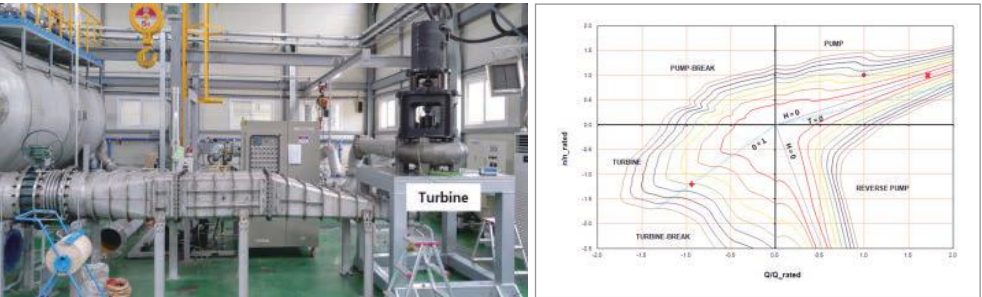 5t
Turbine
PUMP
PUMP-BREAK
H = 0
T = 0
0 = T
H = 0
TURBINE
REVERSE PUMP
TURBINE-BREAK
n/n_rated
2.0
1.5
1.0
0.5
0.0
-0.5
-1.0
-1.5
-2.0
-2.5
-2.0
-1.5
-1.0
-0.5
0.0
0.5
1.0
1.5
2.0
Q/Q_rated